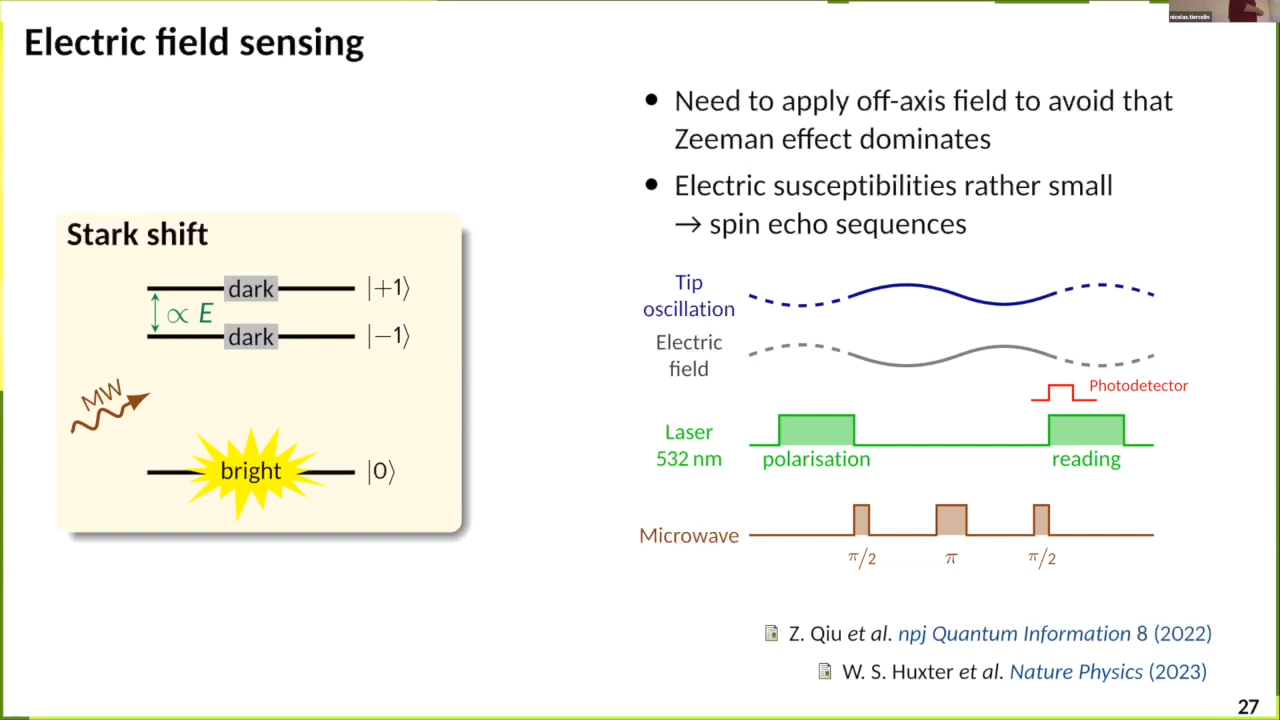 nicolas.tiercelin
Electric field sensing
• Need to apply off-axis field to avoid that
Zeeman effect dominates
• Electric susceptibilities rather small
→ spin echo sequences
Stark shift
dark |+1⟩
∝ E
dark |−1⟩
MW
bright |0⟩
Tip
oscillation
Electric
field
Photodetector
Laser
532 nm
polarisation
reading
Microwave
π/2 π π/2
Z. Qiu et al. npj Quantum Information 8 (2022)
W. S. Huxter et al. Nature Physics (2023)
27